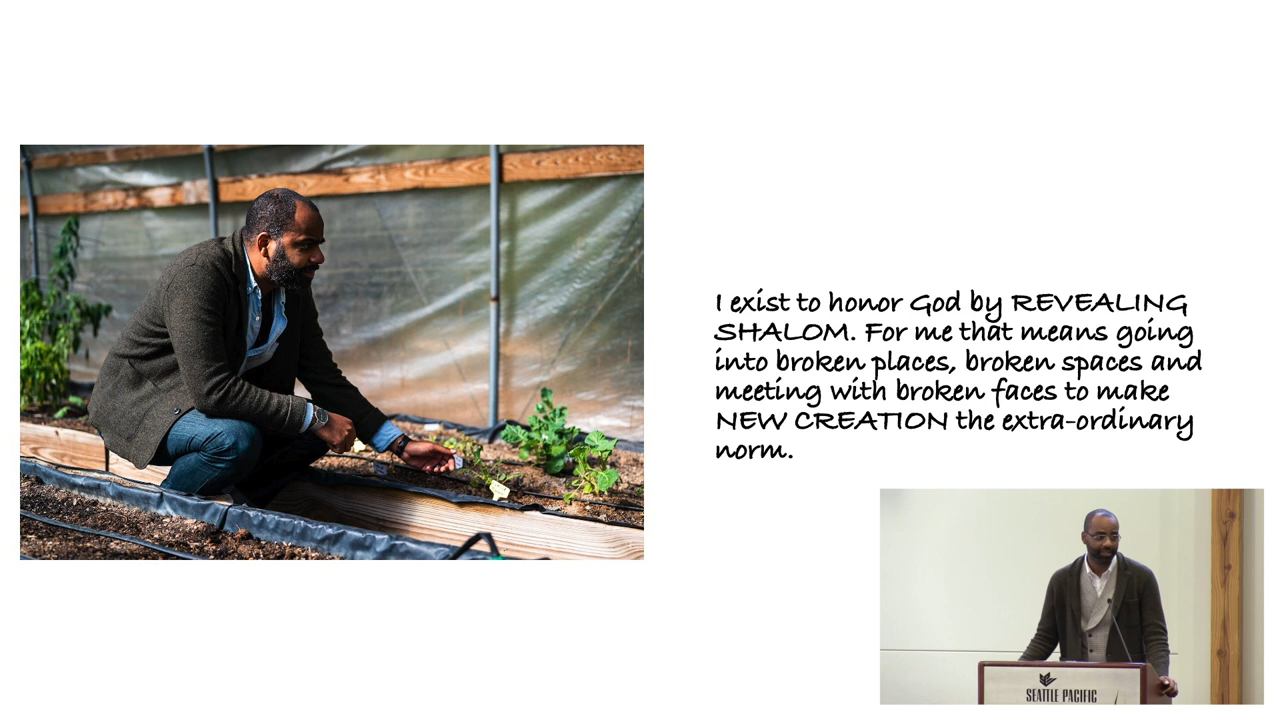 I exist to honor God by REVEALING
SHALOM. For me that means going
into broken places, broken spaces and
meeting with broken faces to make
NEW CREATION the extra-ordinary
norm.
SEATTLE PACIFIC